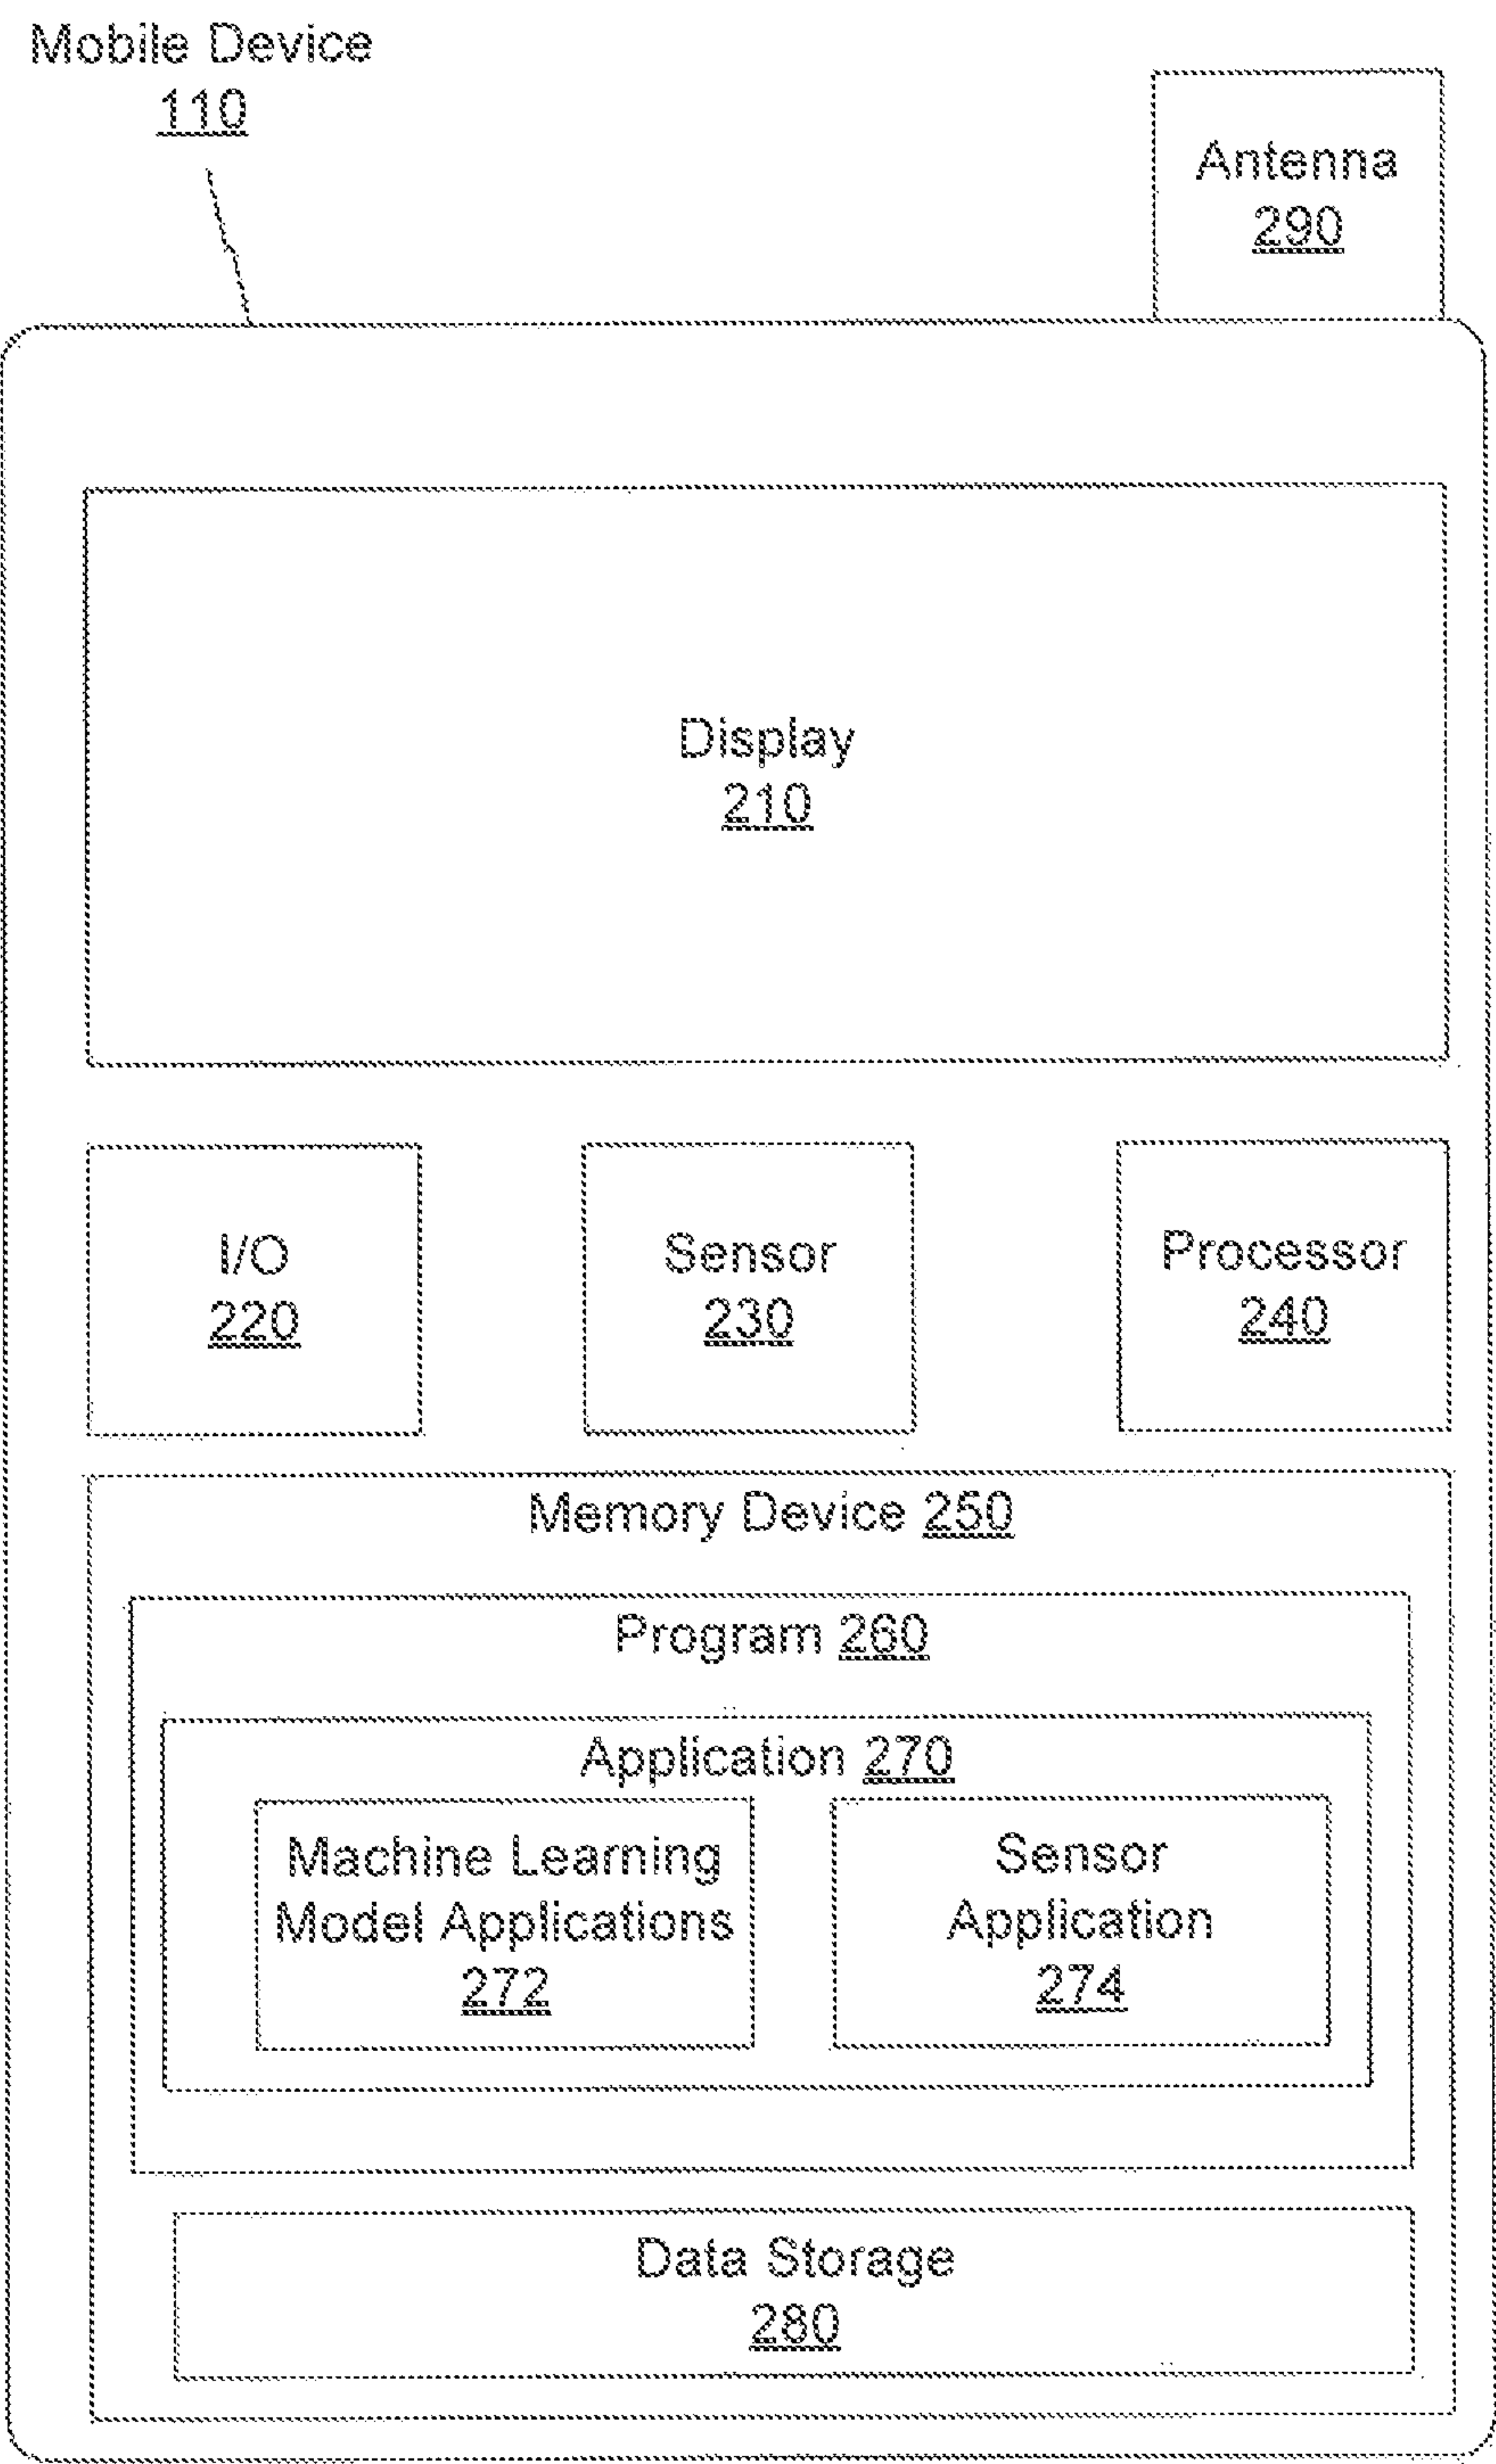 Mobile Device
110
Antenna
290
Display
210
I/O
220
Sensor
230
Processor
240
Memory Device 250
Program 260
Application 270
Machine Learning
Model Applications
272
Sensor
Application
274
Data Storage
280